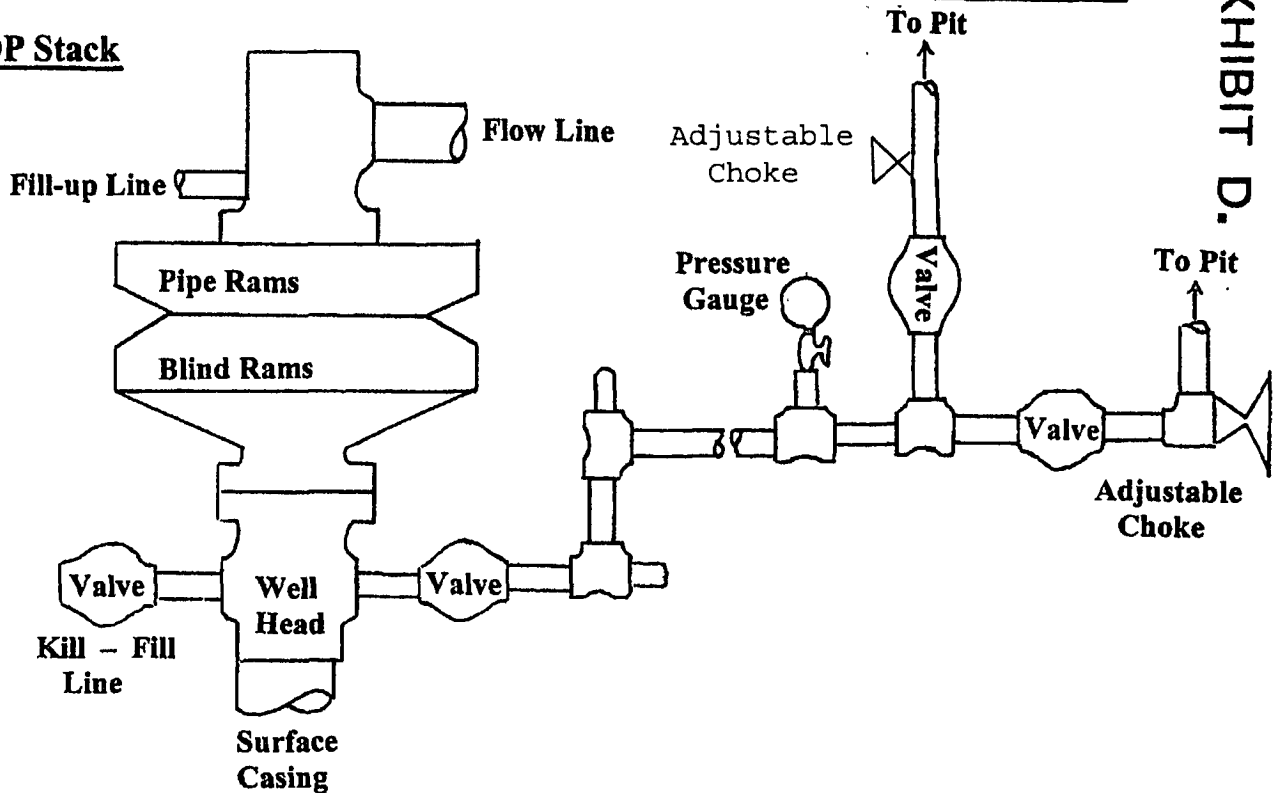 OP Stack
To Pit
KHIBIT D.
Flow Line
Adjustable
Choke
Fill-up Line
Pressure
Gauge
Valve
To Pit
Pipe Rams
Blind Rams
Valve
Adjustable
Choke
Valve
Well
Head
Valve
Kill – Fill
Line
Surface
Casing